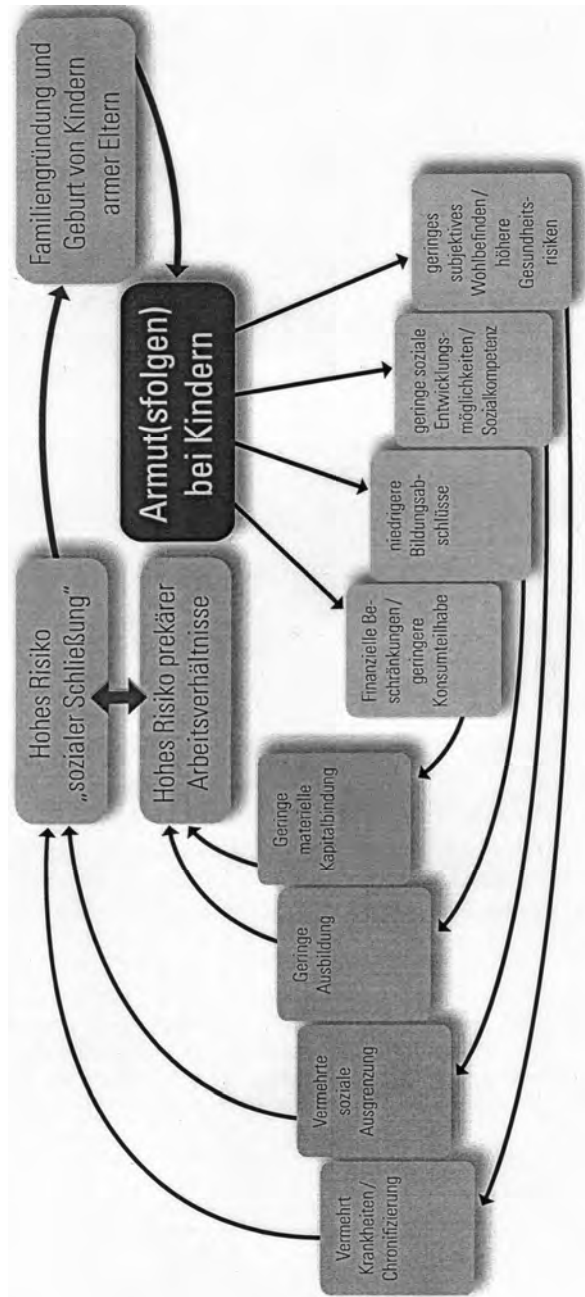 Familiengründung und
Geburt von Kindern
armer Eltern
Hohes Risiko
„sozialer Schließung“
Armut(sfolgen)
bei Kindern
Hohes Risiko prekärer
Arbeitsverhältnisse
Vermehrt
Krankheiten/
Chronifizierung
Vermehrte
soziale
Ausgrenzung
Geringe
Ausbildung
Geringe
materielle
Kapitalbindung
Finanzielle Be-
schränkungen/
geringere
Konsumteilhabe
niedrigere
Bildungsab-
schlüsse
geringe soziale
Entwicklungs-
möglichkeiten/
Sozialkompetenz
geringes
subjektives
Wohlbefinden/
höhere
Gesundheits-
risiken